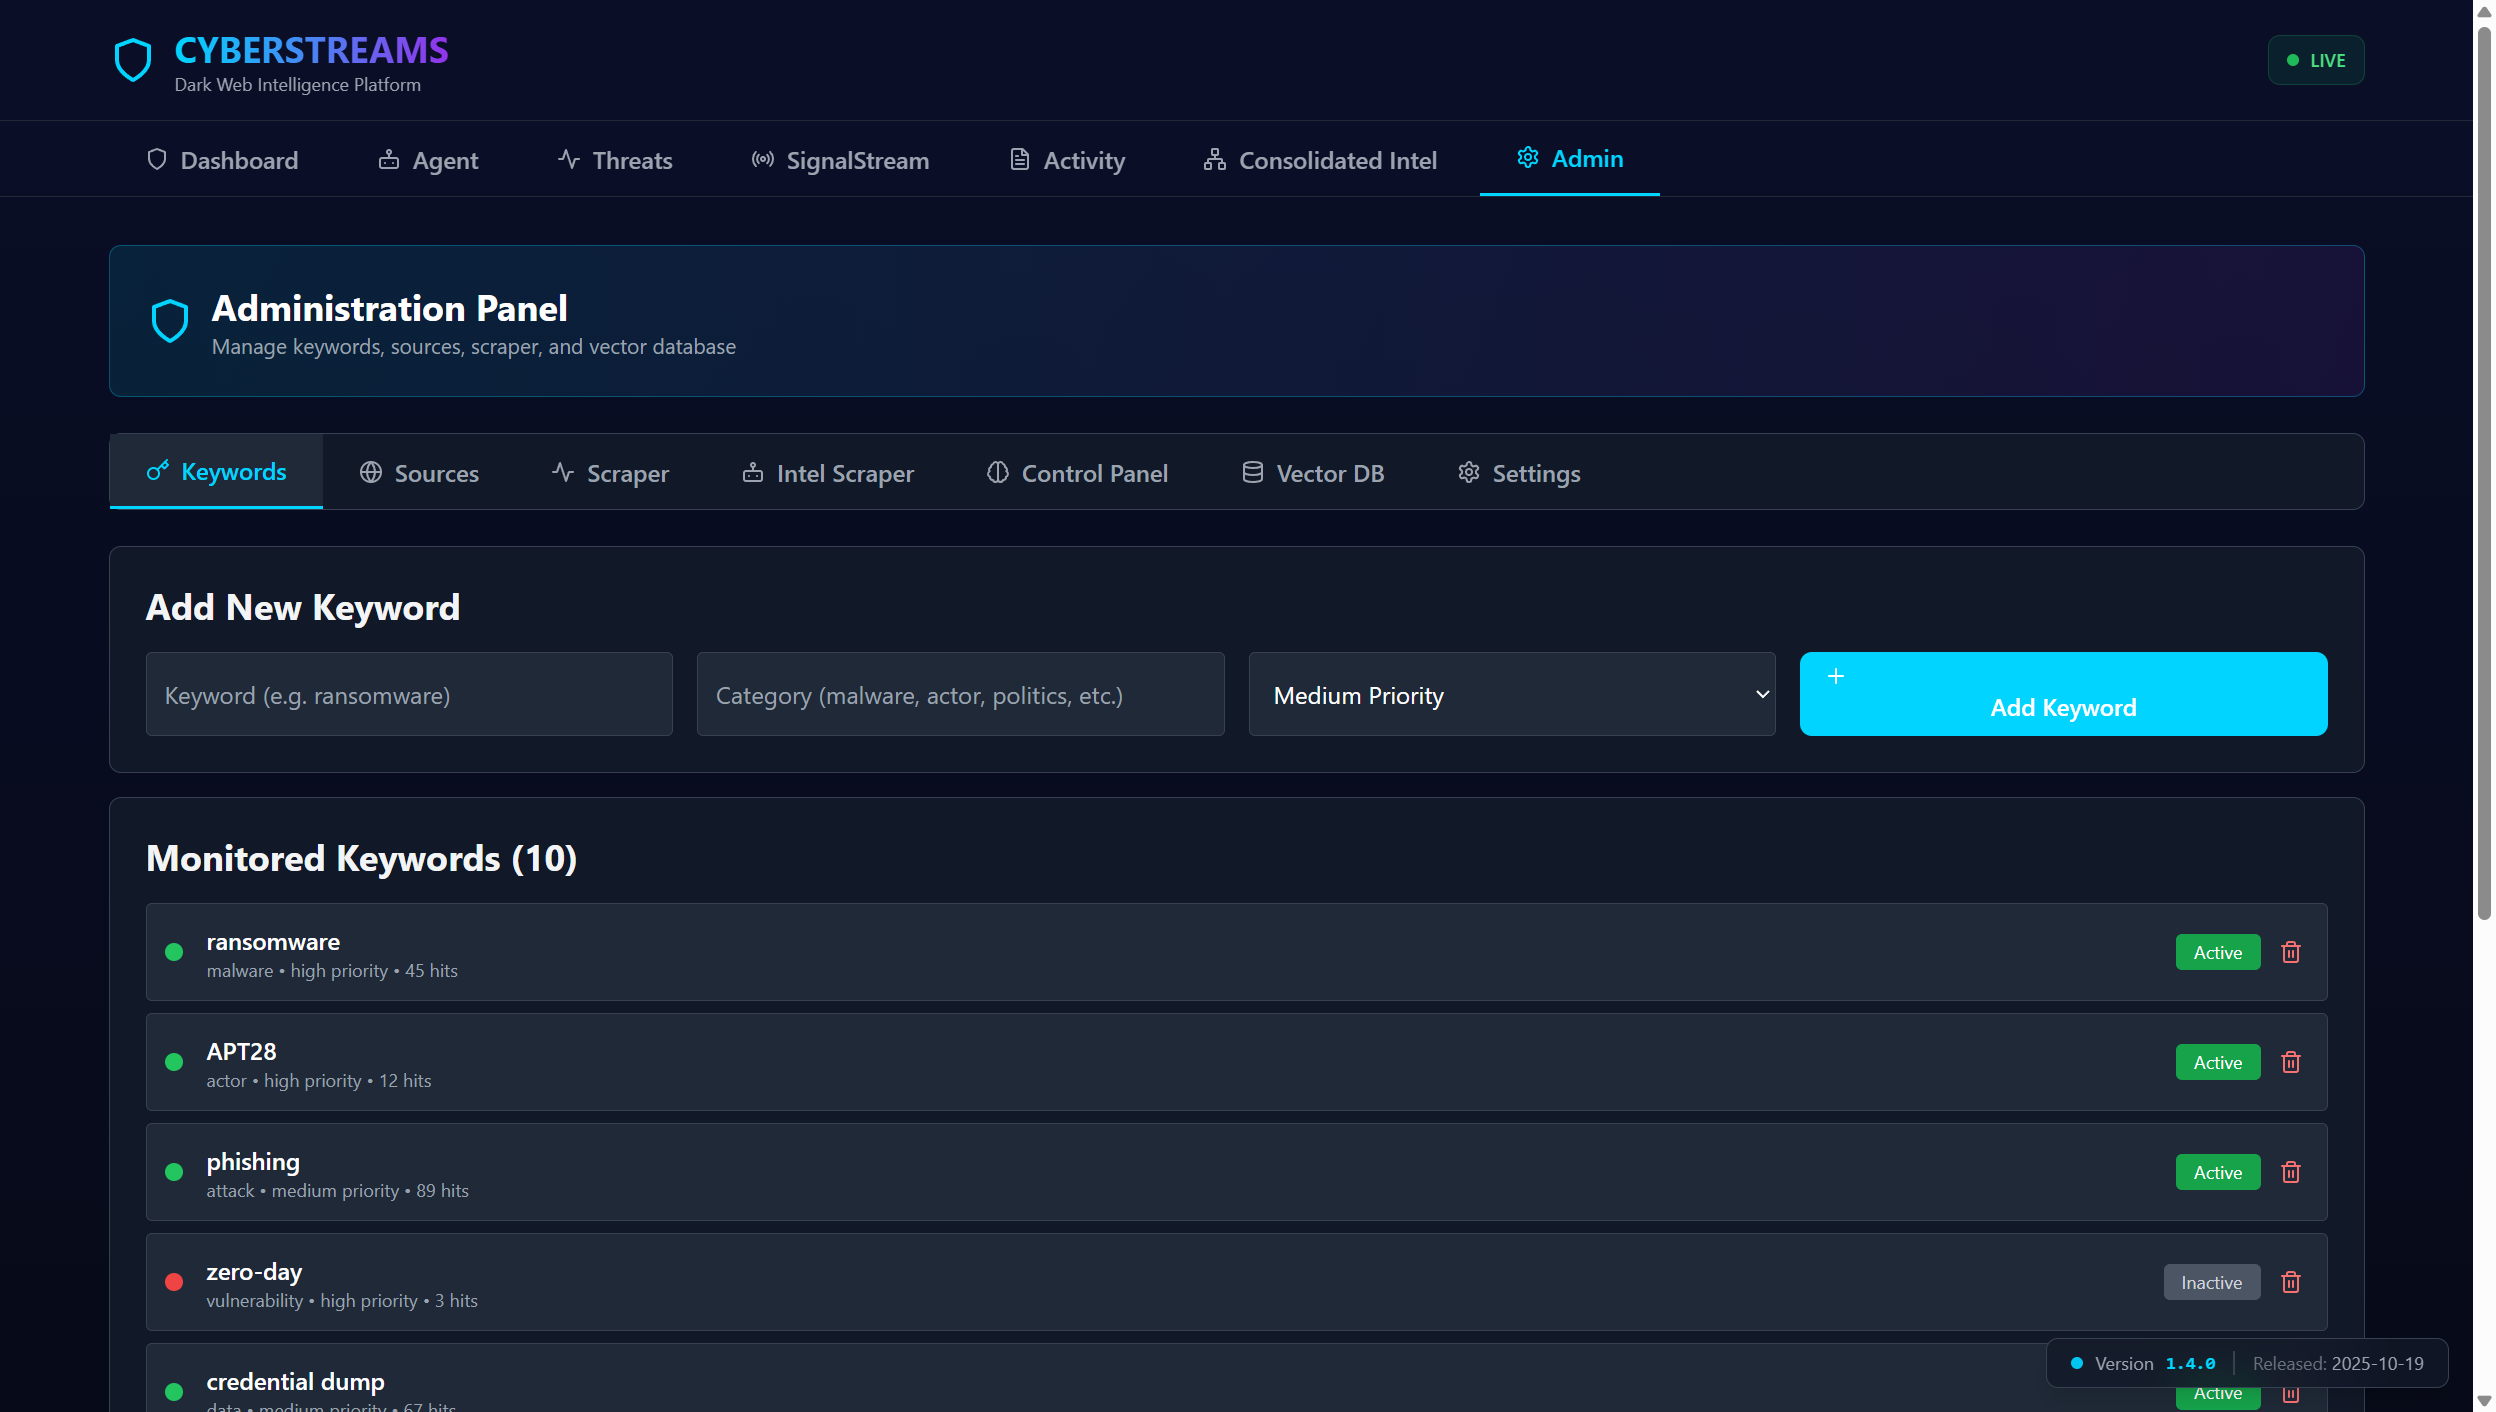 CYBERSTREAMS
Dark Web Intelligence Platform
LIVE
Dashboard
Agent
Threats
SignalStream
Activity
Consolidated Intel
Admin
Administration Panel
Manage keywords, sources, scraper, and vector database
Keywords
Sources
Scraper
Intel Scraper
Control Panel
Vector DB
Settings
Add New Keyword
Keyword (e.g. ransomware)
Category (malware, actor, politics, etc.)
Medium Priority
Add Keyword
Monitored Keywords (10)
ransomware
malware • high priority • 45 hits
Active
APT28
actor • high priority • 12 hits
Active
phishing
attack • medium priority • 89 hits
Active
zero-day
vulnerability • high priority • 3 hits
Inactive
credential dump
data • medium priority • 67 hits
Active
Version 1.4.0
Released: 2025-10-19